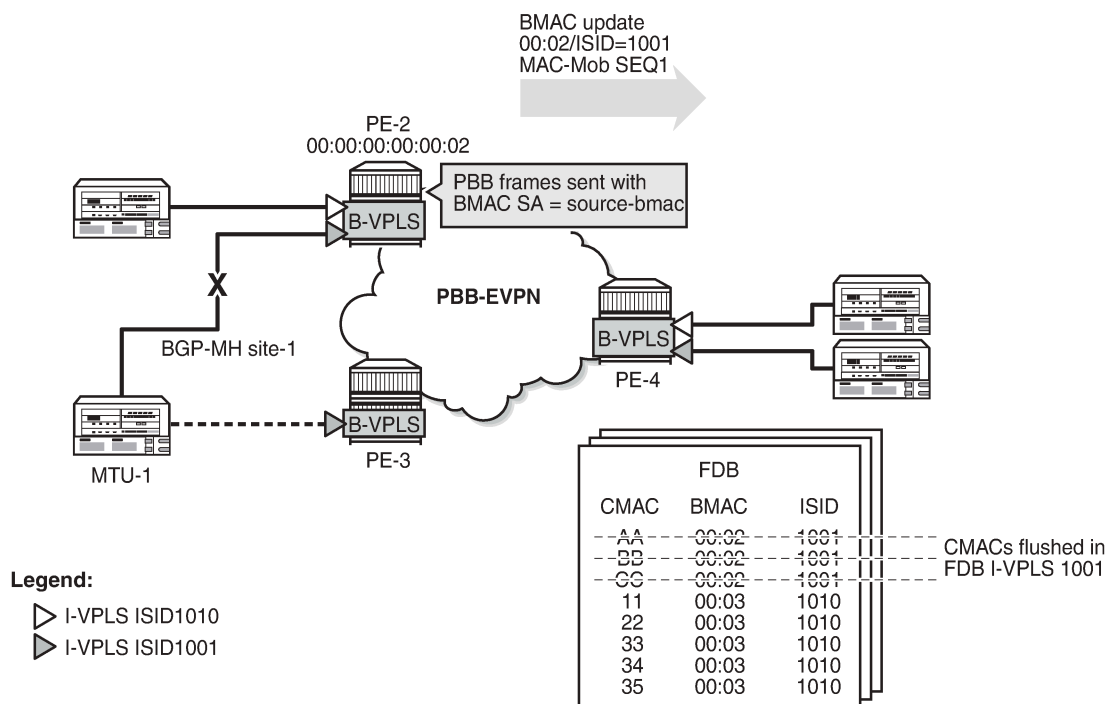 BMAC update
00:02/ISID=1001
MAC-Mob SEQ1
PE-2
00:00:00:00:00:02
PBB frames sent with
BMAC SA = source-bmac
B-VPLS
PBB-EVPN
X
BGP-MH site-1
B-VPLS
PE-4
B-VPLS
MTU-1
PE-3
FDB
CMAC BMAC ISID
AA 00:02 1001
BB 00:02 1001
CC 00:02 1001
11 00:03 1010
22 00:03 1010
33 00:03 1010
34 00:03 1010
35 00:03 1010
CMACs flushed in
FDB I-VPLS 1001
Legend:
I-VPLS ISID1010
I-VPLS ISID1001